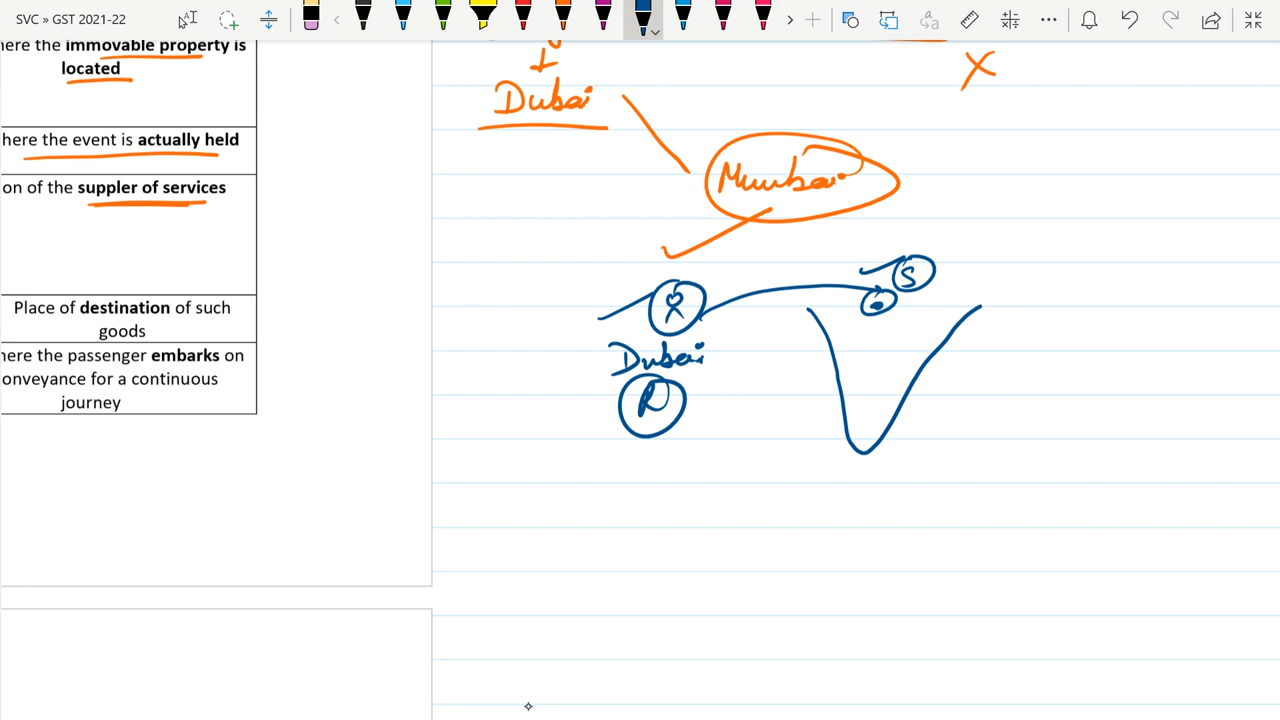 SVC » GST 2021-22
here the immovable property is
located
here the event is actually held
on of the suppler of services
Place of destination of such
goods
here the passenger embarks on
onveyance for a continuous
journey
Dubai
X
Mumbai
S
Dubai
R